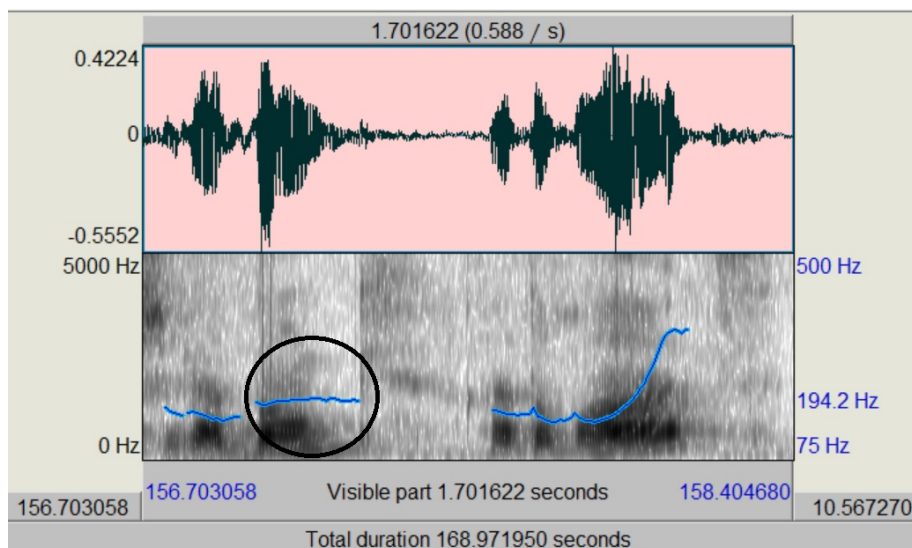 1.701622 (0.588 / s)
0.4224
0
-0.5552
5000 Hz
500 Hz
194.2 Hz
0 Hz
75 Hz
156.703058
Visible part 1.701622 seconds
158.404680
156.703058
10.567270
Total duration 168.971950 seconds